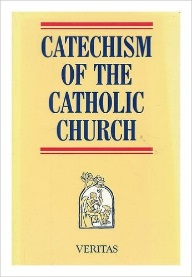 CATECHISM
OF THE
CATHOLIC
CHURCH
VERITAS